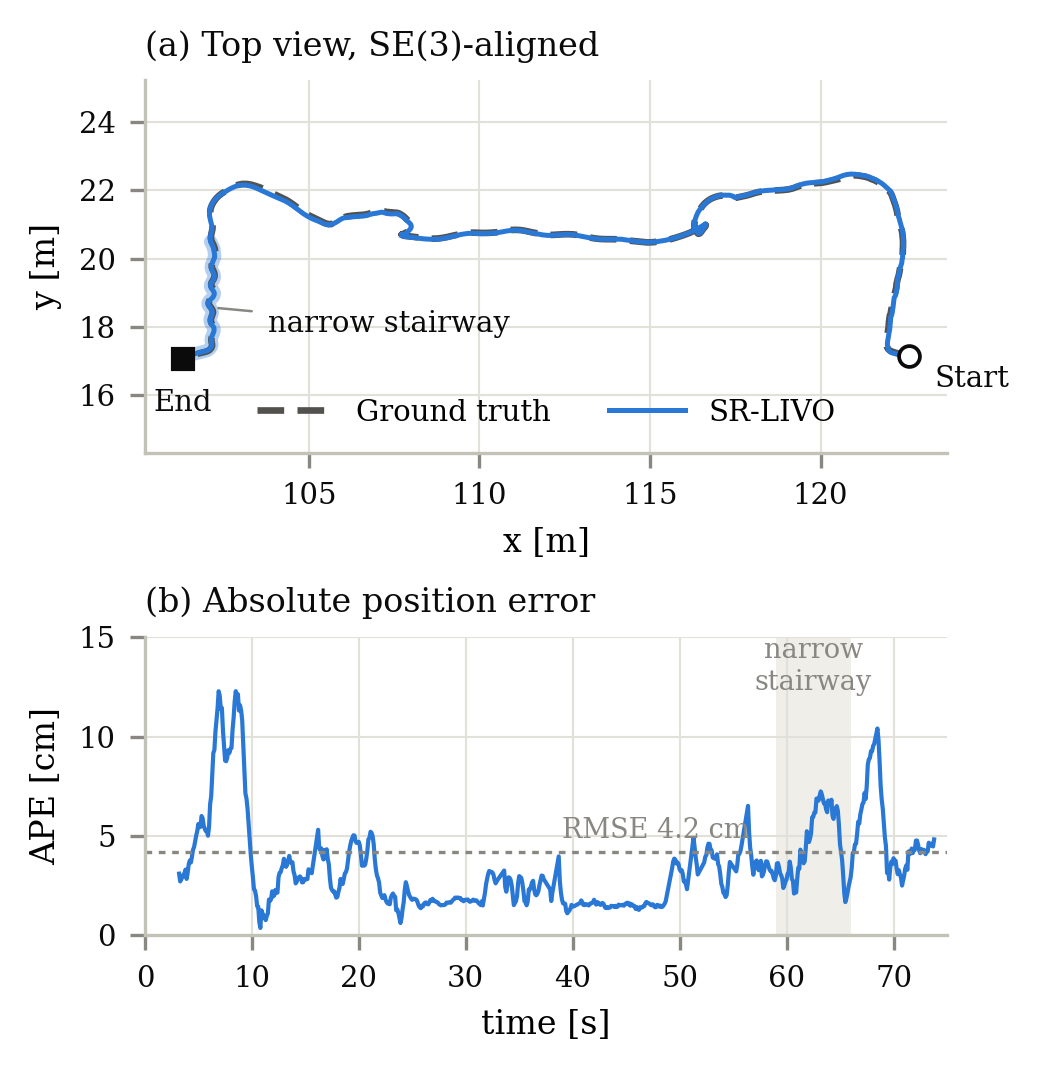 (a) Top view, SE(3)-aligned
24
22
20
18
16
y [m]
narrow stairway
End
Start
Ground truth
SR-LIVO
105
110
115
120
x [m]
(b) Absolute position error
15
10
5
0
APE [cm]
narrow
stairway
RMSE 4.2 cm
0
10
20
30
40
50
60
70
time [s]